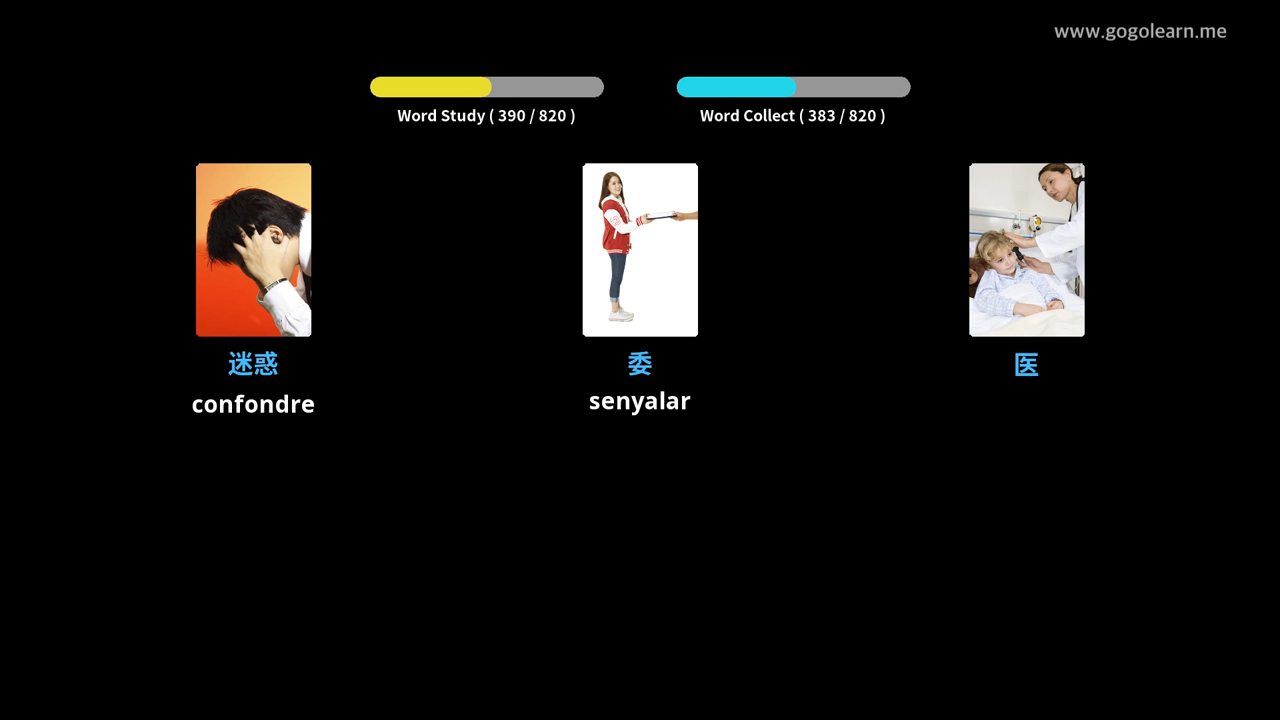 www.gogolearn.me
Word Study ( 390 / 820 )
Word Collect ( 383 / 820 )
迷惑
confondre
委
senyalar
医